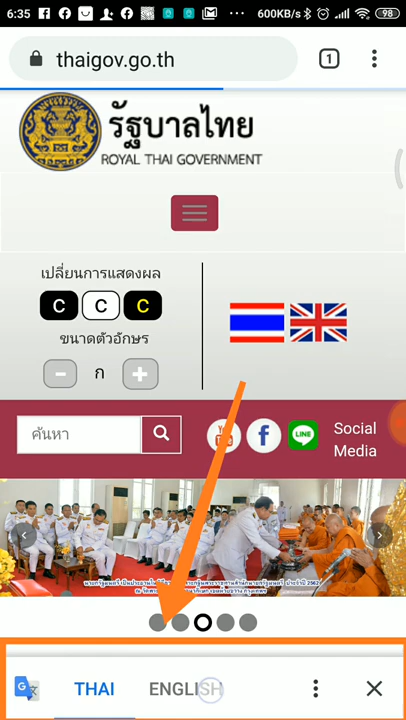 6:35
600KB/s
98
thaigov.go.th
1
รัฐบาลไทย
ROYAL THAI GOVERNMENT
เปลี่ยนการแสดงผล
C C C
ขนาดตัวอักษร
- ก +
ค้นหา
You
f
LINE
Social
Media
THAI
ENGLISH